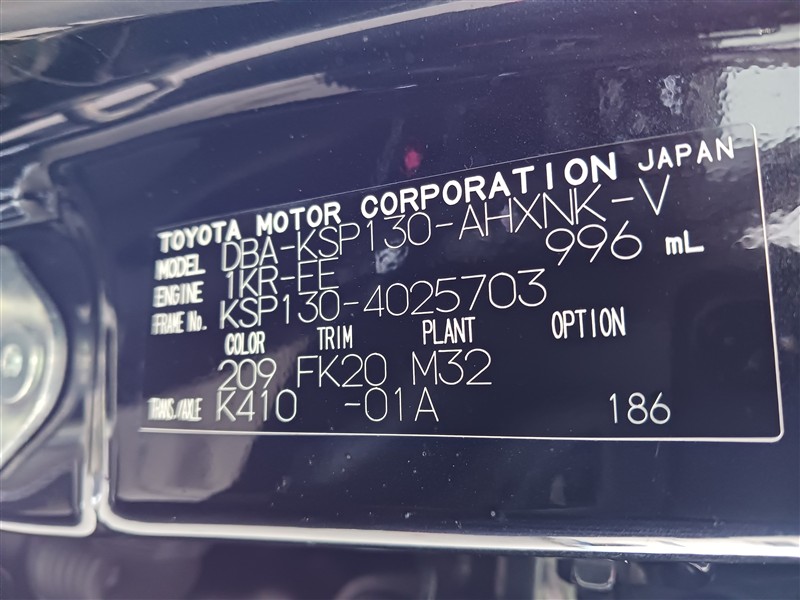 TOYOTA MOTOR CORPORATION JAPAN
MODEL DBA-KSP130-AHXNK-V
ENGINE 1KR-FE 996 mL
FRAME No. KSP130-4025703
COLOR TRIM PLANT OPTION
209 FK20 M32
TRANS./AXLE K410 -01A 186